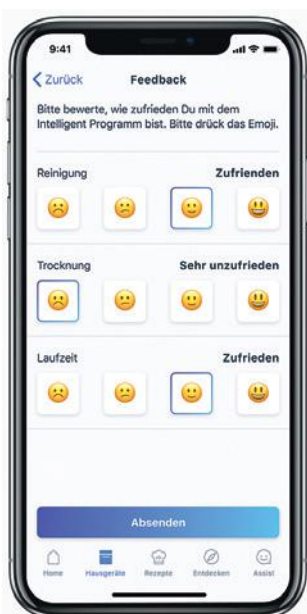 9:41
Zurück Feedback
Bitte bewerte, wie zufrieden Du mit dem
Intelligent Programm bist. Bitte drück das Emoji.
Reinigung Zufrienden
Trocknung Sehr unzufrieden
Laufzeit Zufrieden
Absenden
Home Hausgeräte Rezepte Entdecken Assist